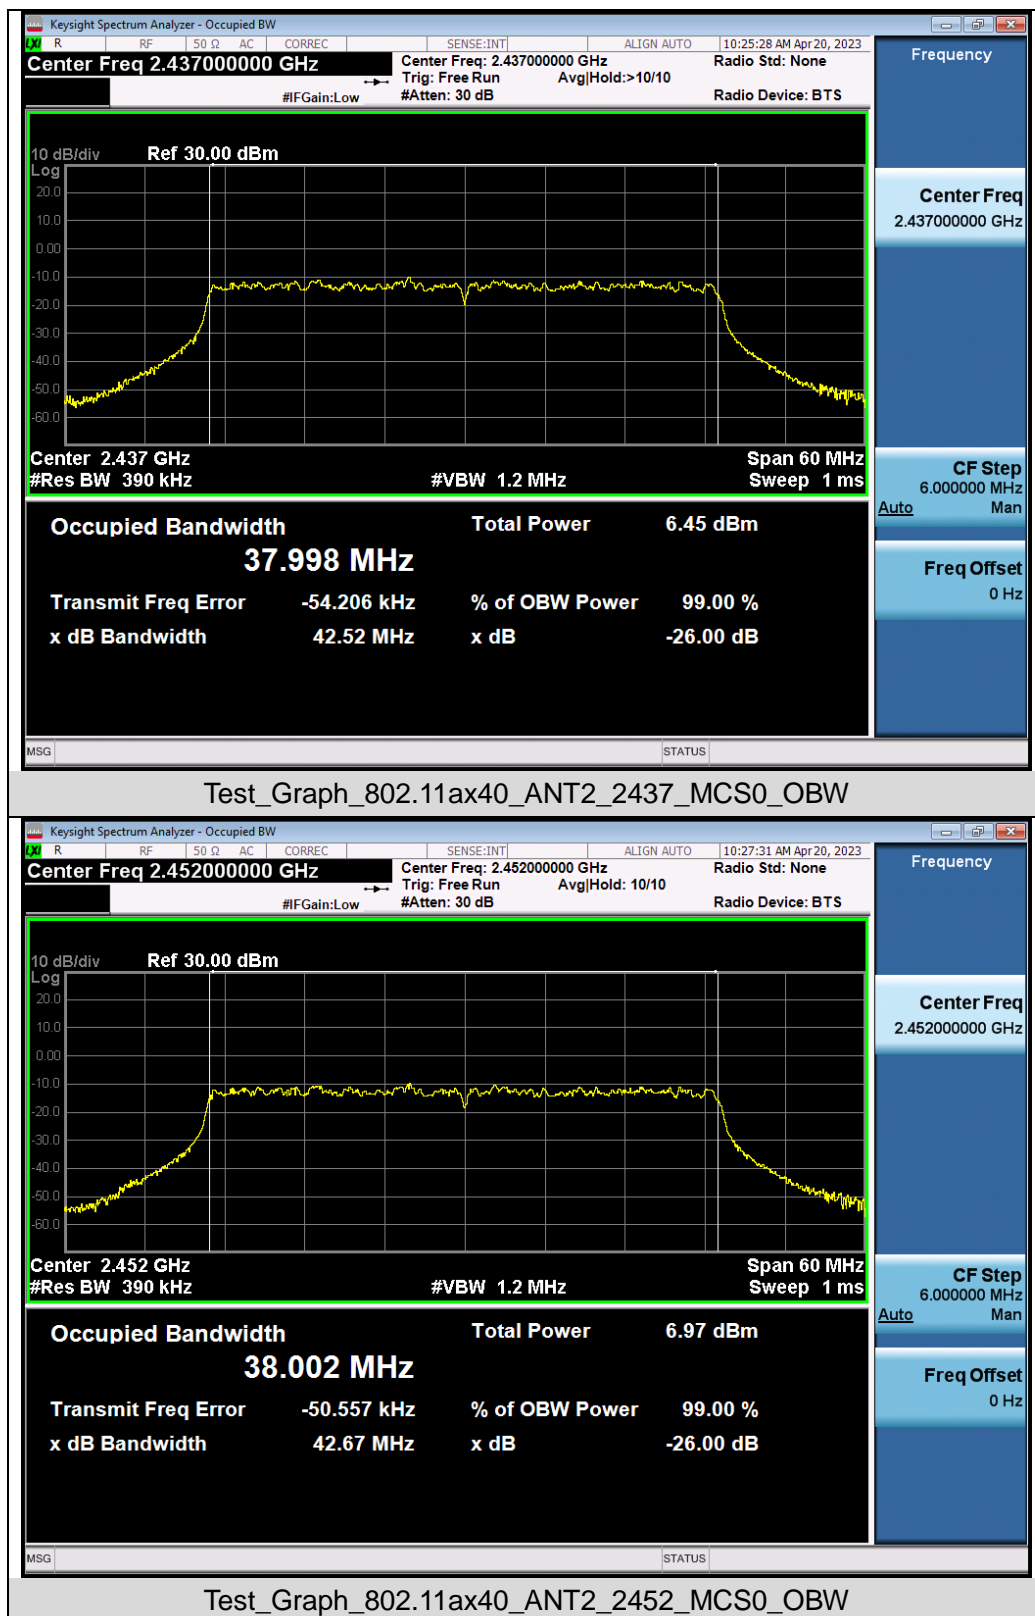 Keysight Spectrum Analyzer - Occupied BW
LXI R RF 50 Ω AC CORREC SENSE:INT ALIGN AUTO 10:25:28 AM Apr 20, 2023
Center Freq 2.437000000 GHz
Center Freq: 2.437000000 GHz
Radio Std: None
Trig: Free Run Avg|Hold:>10/10
#IFGain:Low
#Atten: 30 dB
Radio Device: BTS
Frequency
10 dB/div Ref 30.00 dBm
Log
20.0
10.0
0.00
-10.0
-20.0
-30.0
-40.0
-50.0
-60.0
Center Freq
2.437000000 GHz
Center 2.437 GHz Span 60 MHz
#Res BW 390 kHz #VBW 1.2 MHz Sweep 1 ms
CF Step
6.000000 MHz
Auto Man
Occupied Bandwidth Total Power 6.45 dBm
37.998 MHz
Transmit Freq Error -54.206 kHz % of OBW Power 99.00 %
x dB Bandwidth 42.52 MHz x dB -26.00 dB
Freq Offset
0 Hz
MSG STATUS
Test_Graph_802.11ax40_ANT2_2437_MCS0_OBW
Keysight Spectrum Analyzer - Occupied BW
LXI R RF 50 Ω AC CORREC SENSE:INT ALIGN AUTO 10:27:31 AM Apr 20, 2023
Center Freq 2.452000000 GHz
Center Freq: 2.452000000 GHz
Radio Std: None
Trig: Free Run Avg|Hold: 10/10
#IFGain:Low
#Atten: 30 dB
Radio Device: BTS
Frequency
10 dB/div Ref 30.00 dBm
Log
20.0
10.0
0.00
-10.0
-20.0
-30.0
-40.0
-50.0
-60.0
Center Freq
2.452000000 GHz
Center 2.452 GHz Span 60 MHz
#Res BW 390 kHz #VBW 1.2 MHz Sweep 1 ms
CF Step
6.000000 MHz
Auto Man
Occupied Bandwidth Total Power 6.97 dBm
38.002 MHz
Transmit Freq Error -50.557 kHz % of OBW Power 99.00 %
x dB Bandwidth 42.67 MHz x dB -26.00 dB
Freq Offset
0 Hz
MSG STATUS
Test_Graph_802.11ax40_ANT2_2452_MCS0_OBW